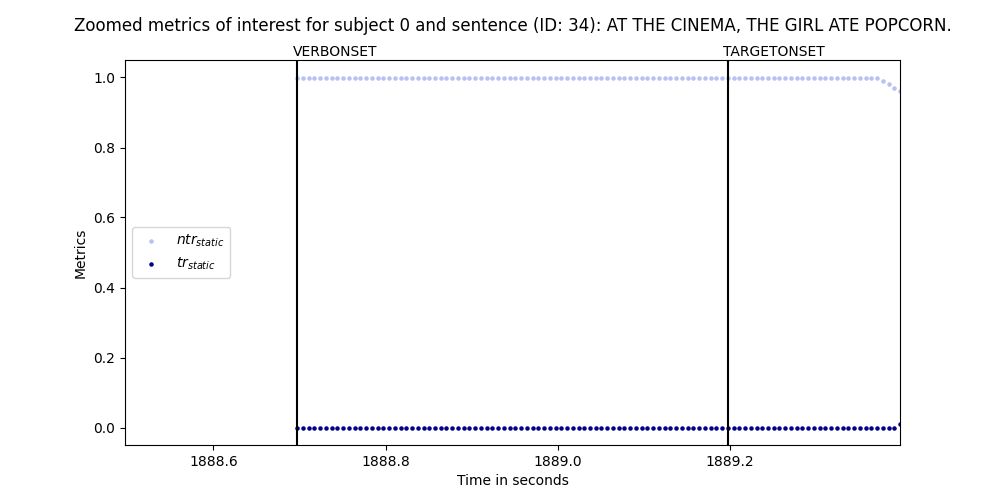 Zoomed metrics of interest for subject 0 and sentence (ID: 34): AT THE CINEMA, THE GIRL ATE POPCORN.
VERBONSET TARGETONSET
1.0
0.8
0.6
0.4
0.2
0.0
Metrics
ntr_static
tr_static
1888.6 1888.8 1889.0 1889.2
Time in seconds